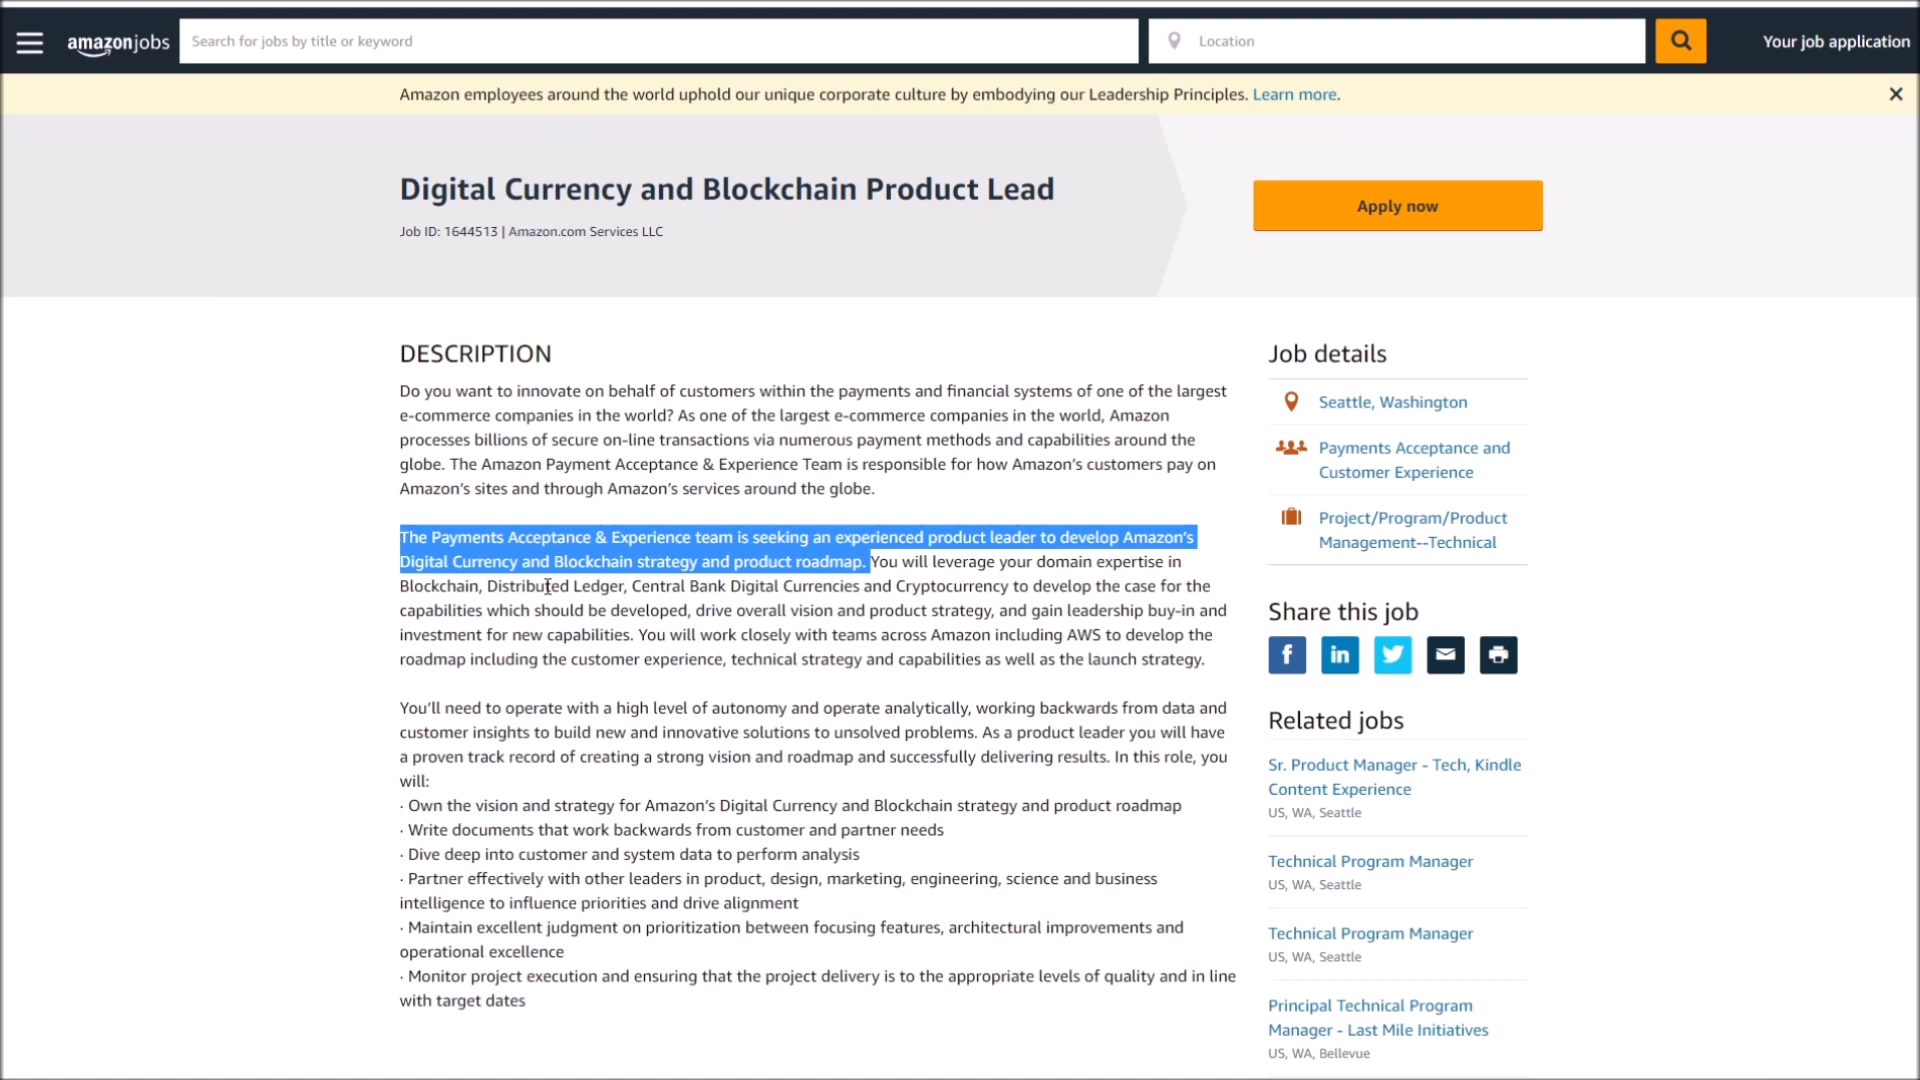 amazonjobs
Search for jobs by title or keyword
Location
Your job application
Amazon employees around the world uphold our unique corporate culture by embodying our Leadership Principles. Learn more.
Digital Currency and Blockchain Product Lead
Job ID: 1644513 | Amazon.com Services LLC
Apply now
DESCRIPTION
Do you want to innovate on behalf of customers within the payments and financial systems of one of the largest
e-commerce companies in the world? As one of the largest e-commerce companies in the world, Amazon
processes billions of secure on-line transactions via numerous payment methods and capabilities around the
globe. The Amazon Payment Acceptance & Experience Team is responsible for how Amazon's customers pay on
Amazon's sites and through Amazon's services around the globe.
The Payments Acceptance & Experience team is seeking an experienced product leader to develop Amazon's
Digital Currency and Blockchain strategy and product roadmap. You will leverage your domain expertise in
Blockchain, Distributed Ledger, Central Bank Digital Currencies and Cryptocurrency to develop the case for the
capabilities which should be developed, drive overall vision and product strategy, and gain leadership buy-in and
investment for new capabilities. You will work closely with teams across Amazon including AWS to develop the
roadmap including the customer experience, technical strategy and capabilities as well as the launch strategy.
You'll need to operate with a high level of autonomy and operate analytically, working backwards from data and
customer insights to build new and innovative solutions to unsolved problems. As a product leader you will have
a proven track record of creating a strong vision and roadmap and successfully delivering results. In this role, you
will:
· Own the vision and strategy for Amazon's Digital Currency and Blockchain strategy and product roadmap
· Write documents that work backwards from customer and partner needs
· Dive deep into customer and system data to perform analysis
· Partner effectively with other leaders in product, design, marketing, engineering, science and business
intelligence to influence priorities and drive alignment
· Maintain excellent judgment on prioritization between focusing features, architectural improvements and
operational excellence
· Monitor project execution and ensuring that the project delivery is to the appropriate levels of quality and in line
with target dates
Job details
Seattle, Washington
Payments Acceptance and
Customer Experience
Project/Program/Product
Management--Technical
Share this job
Related jobs
Sr. Product Manager - Tech, Kindle
Content Experience
US, WA, Seattle
Technical Program Manager
US, WA, Seattle
Technical Program Manager
US, WA, Seattle
Principal Technical Program
Manager - Last Mile Initiatives
US, WA, Bellevue